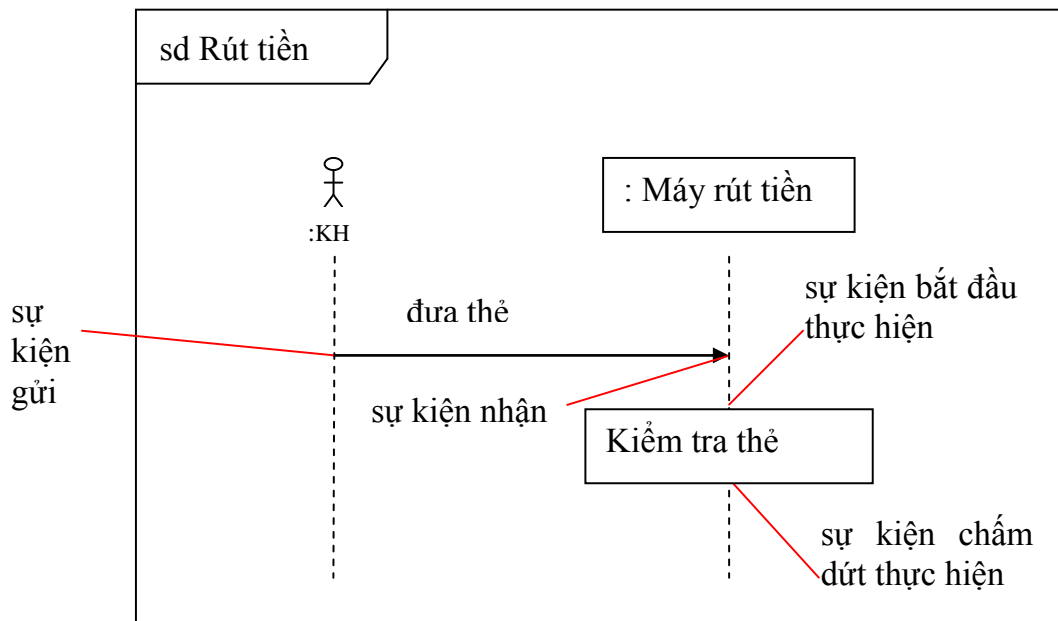 sd Rút tiền
: Máy rút tiền
:KH
sự
kiện
gửi
đưa thẻ
sự kiện bắt đầu
thực hiện
sự kiện nhận
Kiểm tra thẻ
sự kiện chấm
dứt thực hiện